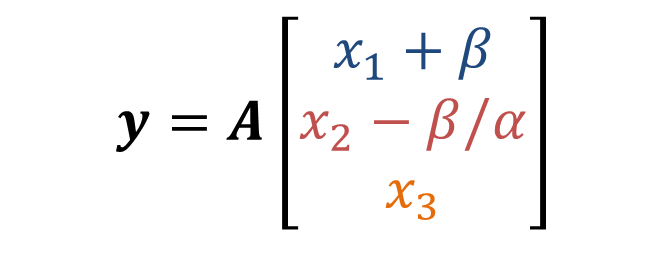 x₁ + β
y = A [ x₂ − β/α ]
x₃